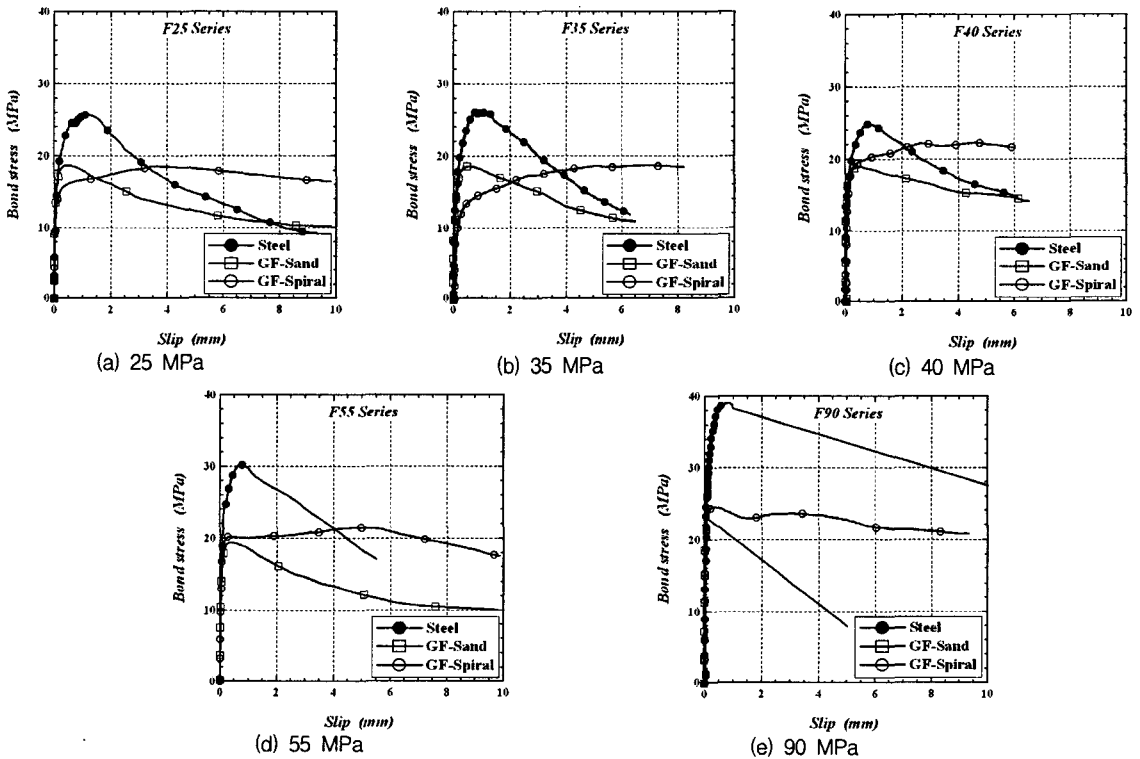 F25 Series
40
30
20
10
0
Bond stress (MPa)
Steel
GF-Sand
GF-Spiral
0 2 4 6 8 10
Slip (mm)
(a) 25 MPa
F35 Series
40
30
20
10
0
Bond stress (MPa)
Steel
GF-Sand
GF-Spiral
0 2 4 6 8 10
Slip (mm)
(b) 35 MPa
F40 Series
40
30
20
10
0
Bond stress (MPa)
Steel
GF-Sand
GF-Spiral
0 2 4 6 8 10
Slip (mm)
(c) 40 MPa
F55 Series
40
30
20
10
0
Bond stress (MPa)
Steel
GF-Sand
GF-Spiral
0 2 4 6 8 10
Slip (mm)
(d) 55 MPa
F90 Series
40
30
20
10
0
Bond stress (MPa)
Steel
GF-Sand
GF-Spiral
0 2 4 6 8 10
Slip (mm)
(e) 90 MPa